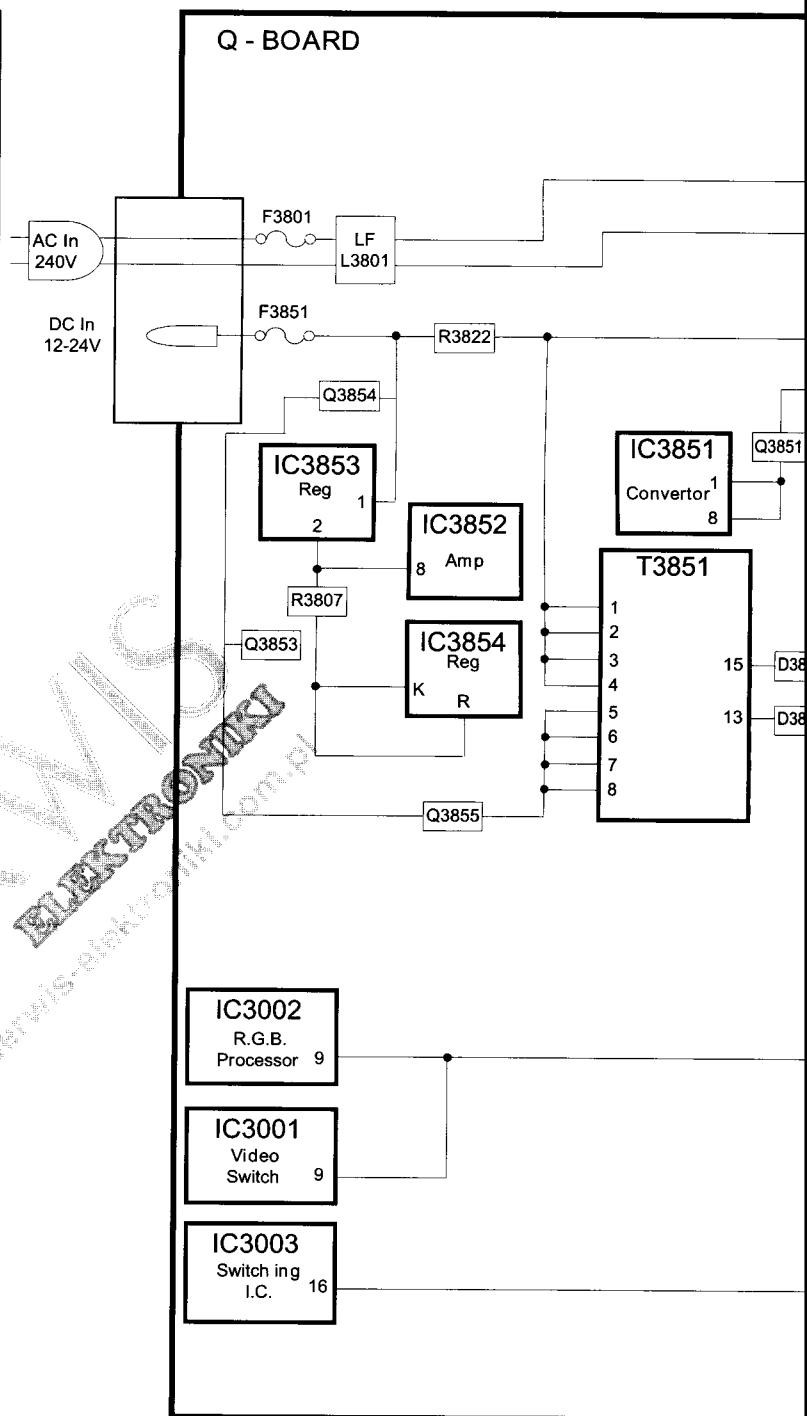 Q - BOARD
F3801
AC In
240V
LF
L3801
F3851
DC In
12-24V
R3822
Q3854
IC3853
Reg
1
2
IC3852
8
Amp
IC3851
Convertor
1
8
Q3851
R3807
T3851
1
2
3
4
5
6
7
8
15
13
D38
D38
Q3853
IC3854
Reg
K
R
Q3855
ELEKTRONIKI
IC3002
R.G.B.
Processor
9
IC3001
Video
Switch
9
IC3003
Switching
I.C.
16